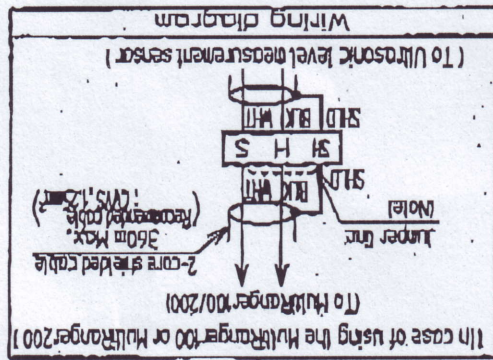 (In case of using the MultiRanger100 or MultiRanger200)
(To MultiRanger100/200)
Jumper line
(Note)
2-core shielded cable
360m Max.
(Recommended cable
: CVVS 1.25mm²)
SHLD BLK WHT
SH H S
SHLD BLK WHT
(To Ultrasonic level measurement sensor)
Wiring diagram